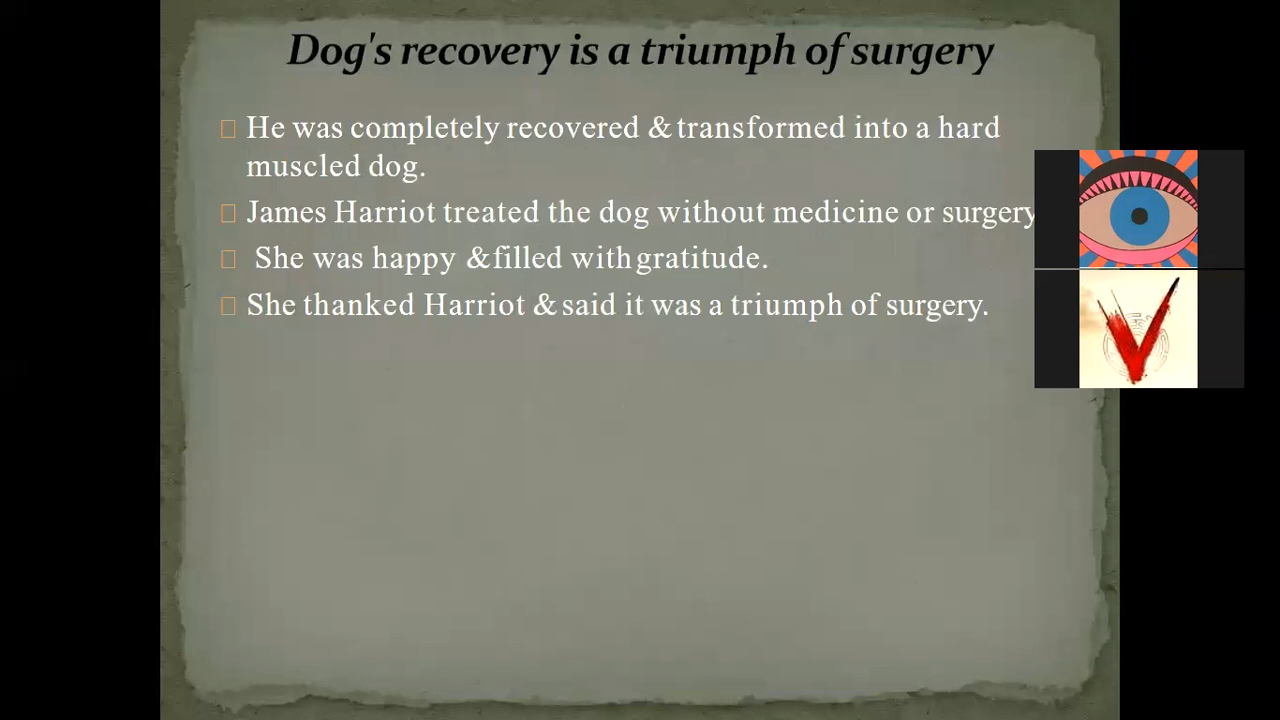 Dog's recovery is a triumph of surgery
He was completely recovered & transformed into a hard
muscled dog.
James Harriot treated the dog without medicine or surgery
She was happy & filled with gratitude.
She thanked Harriot & said it was a triumph of surgery.
V